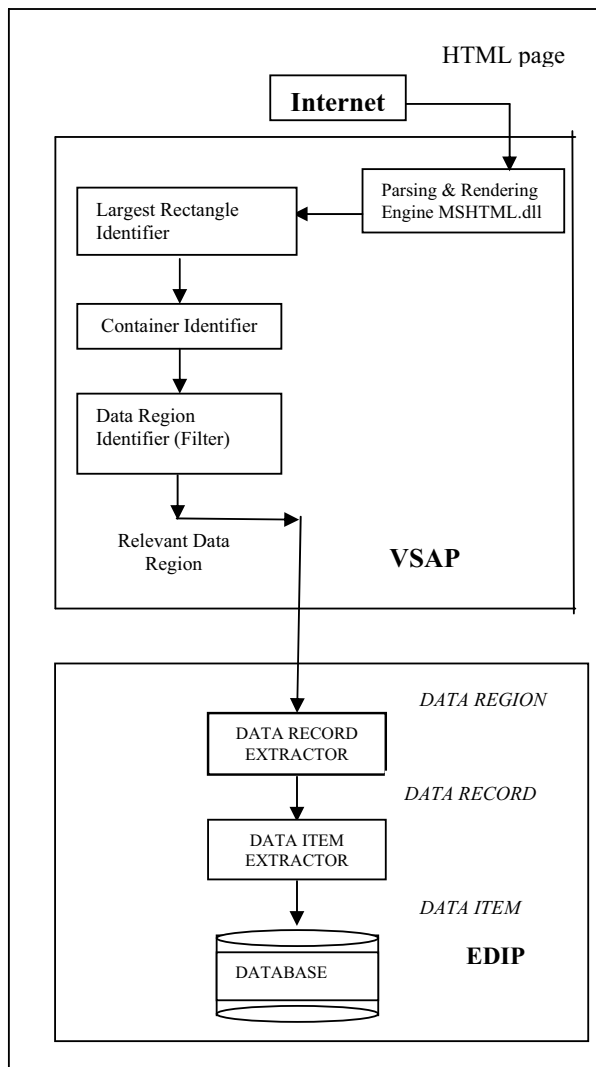 HTML page
Internet
Parsing & Rendering
Engine MSHTML.dll
Largest Rectangle
Identifier
Container Identifier
Data Region
Identifier (Filter)
Relevant Data
Region
VSAP
DATA REGION
DATA RECORD
EXTRACTOR
DATA RECORD
DATA ITEM
EXTRACTOR
DATA ITEM
EDIP
DATABASE